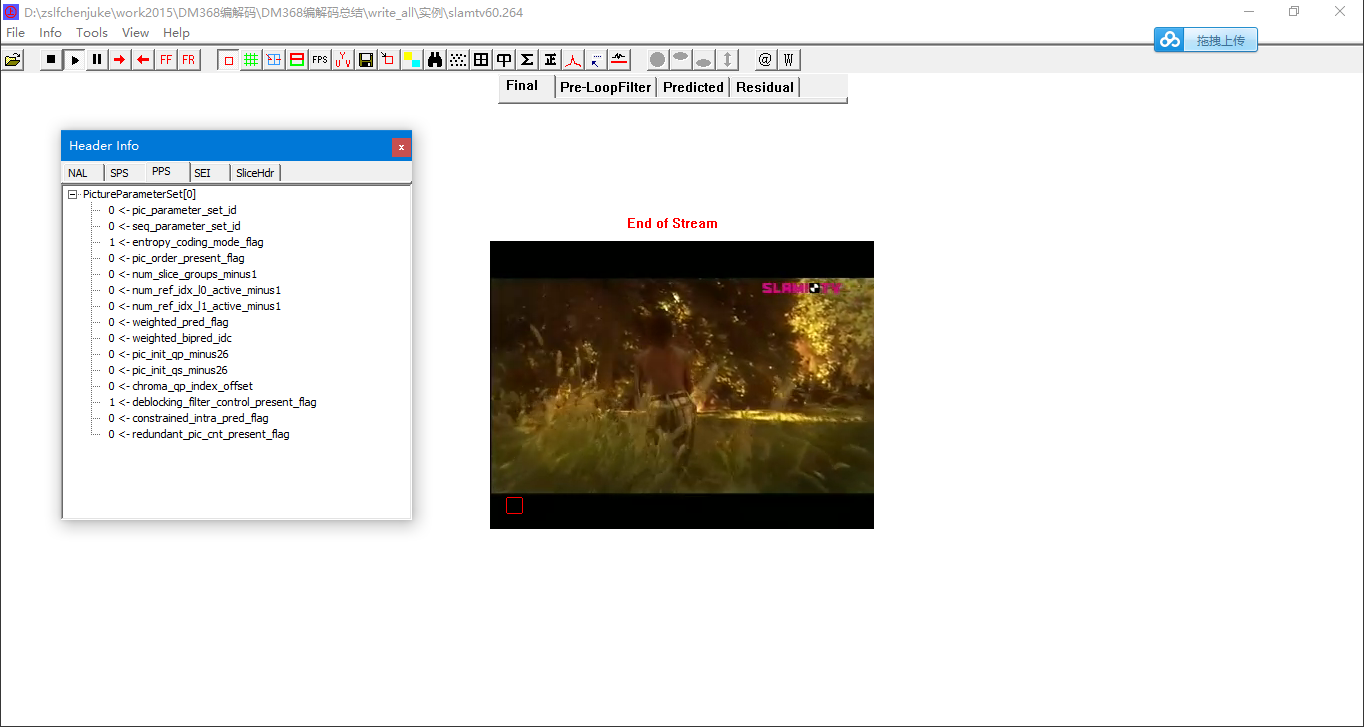 D:\zslfchenjuke\work2015\DM368编解码\DM368编解码总结\write_all\实例\slamtv60.264
File Info Tools View Help
拖拽上传
FF FR FPS 中 Σ 正 @ W
Final Pre-LoopFilter Predicted Residual
Header Info
NAL SPS PPS SEI SliceHdr
PictureParameterSet[0]
0 <- pic_parameter_set_id
0 <- seq_parameter_set_id
1 <- entropy_coding_mode_flag
0 <- pic_order_present_flag
0 <- num_slice_groups_minus1
0 <- num_ref_idx_l0_active_minus1
0 <- num_ref_idx_l1_active_minus1
0 <- weighted_pred_flag
0 <- weighted_bipred_idc
0 <- pic_init_qp_minus26
0 <- pic_init_qs_minus26
0 <- chroma_qp_index_offset
1 <- deblocking_filter_control_present_flag
0 <- constrained_intra_pred_flag
0 <- redundant_pic_cnt_present_flag
End of Stream
SLAM TV